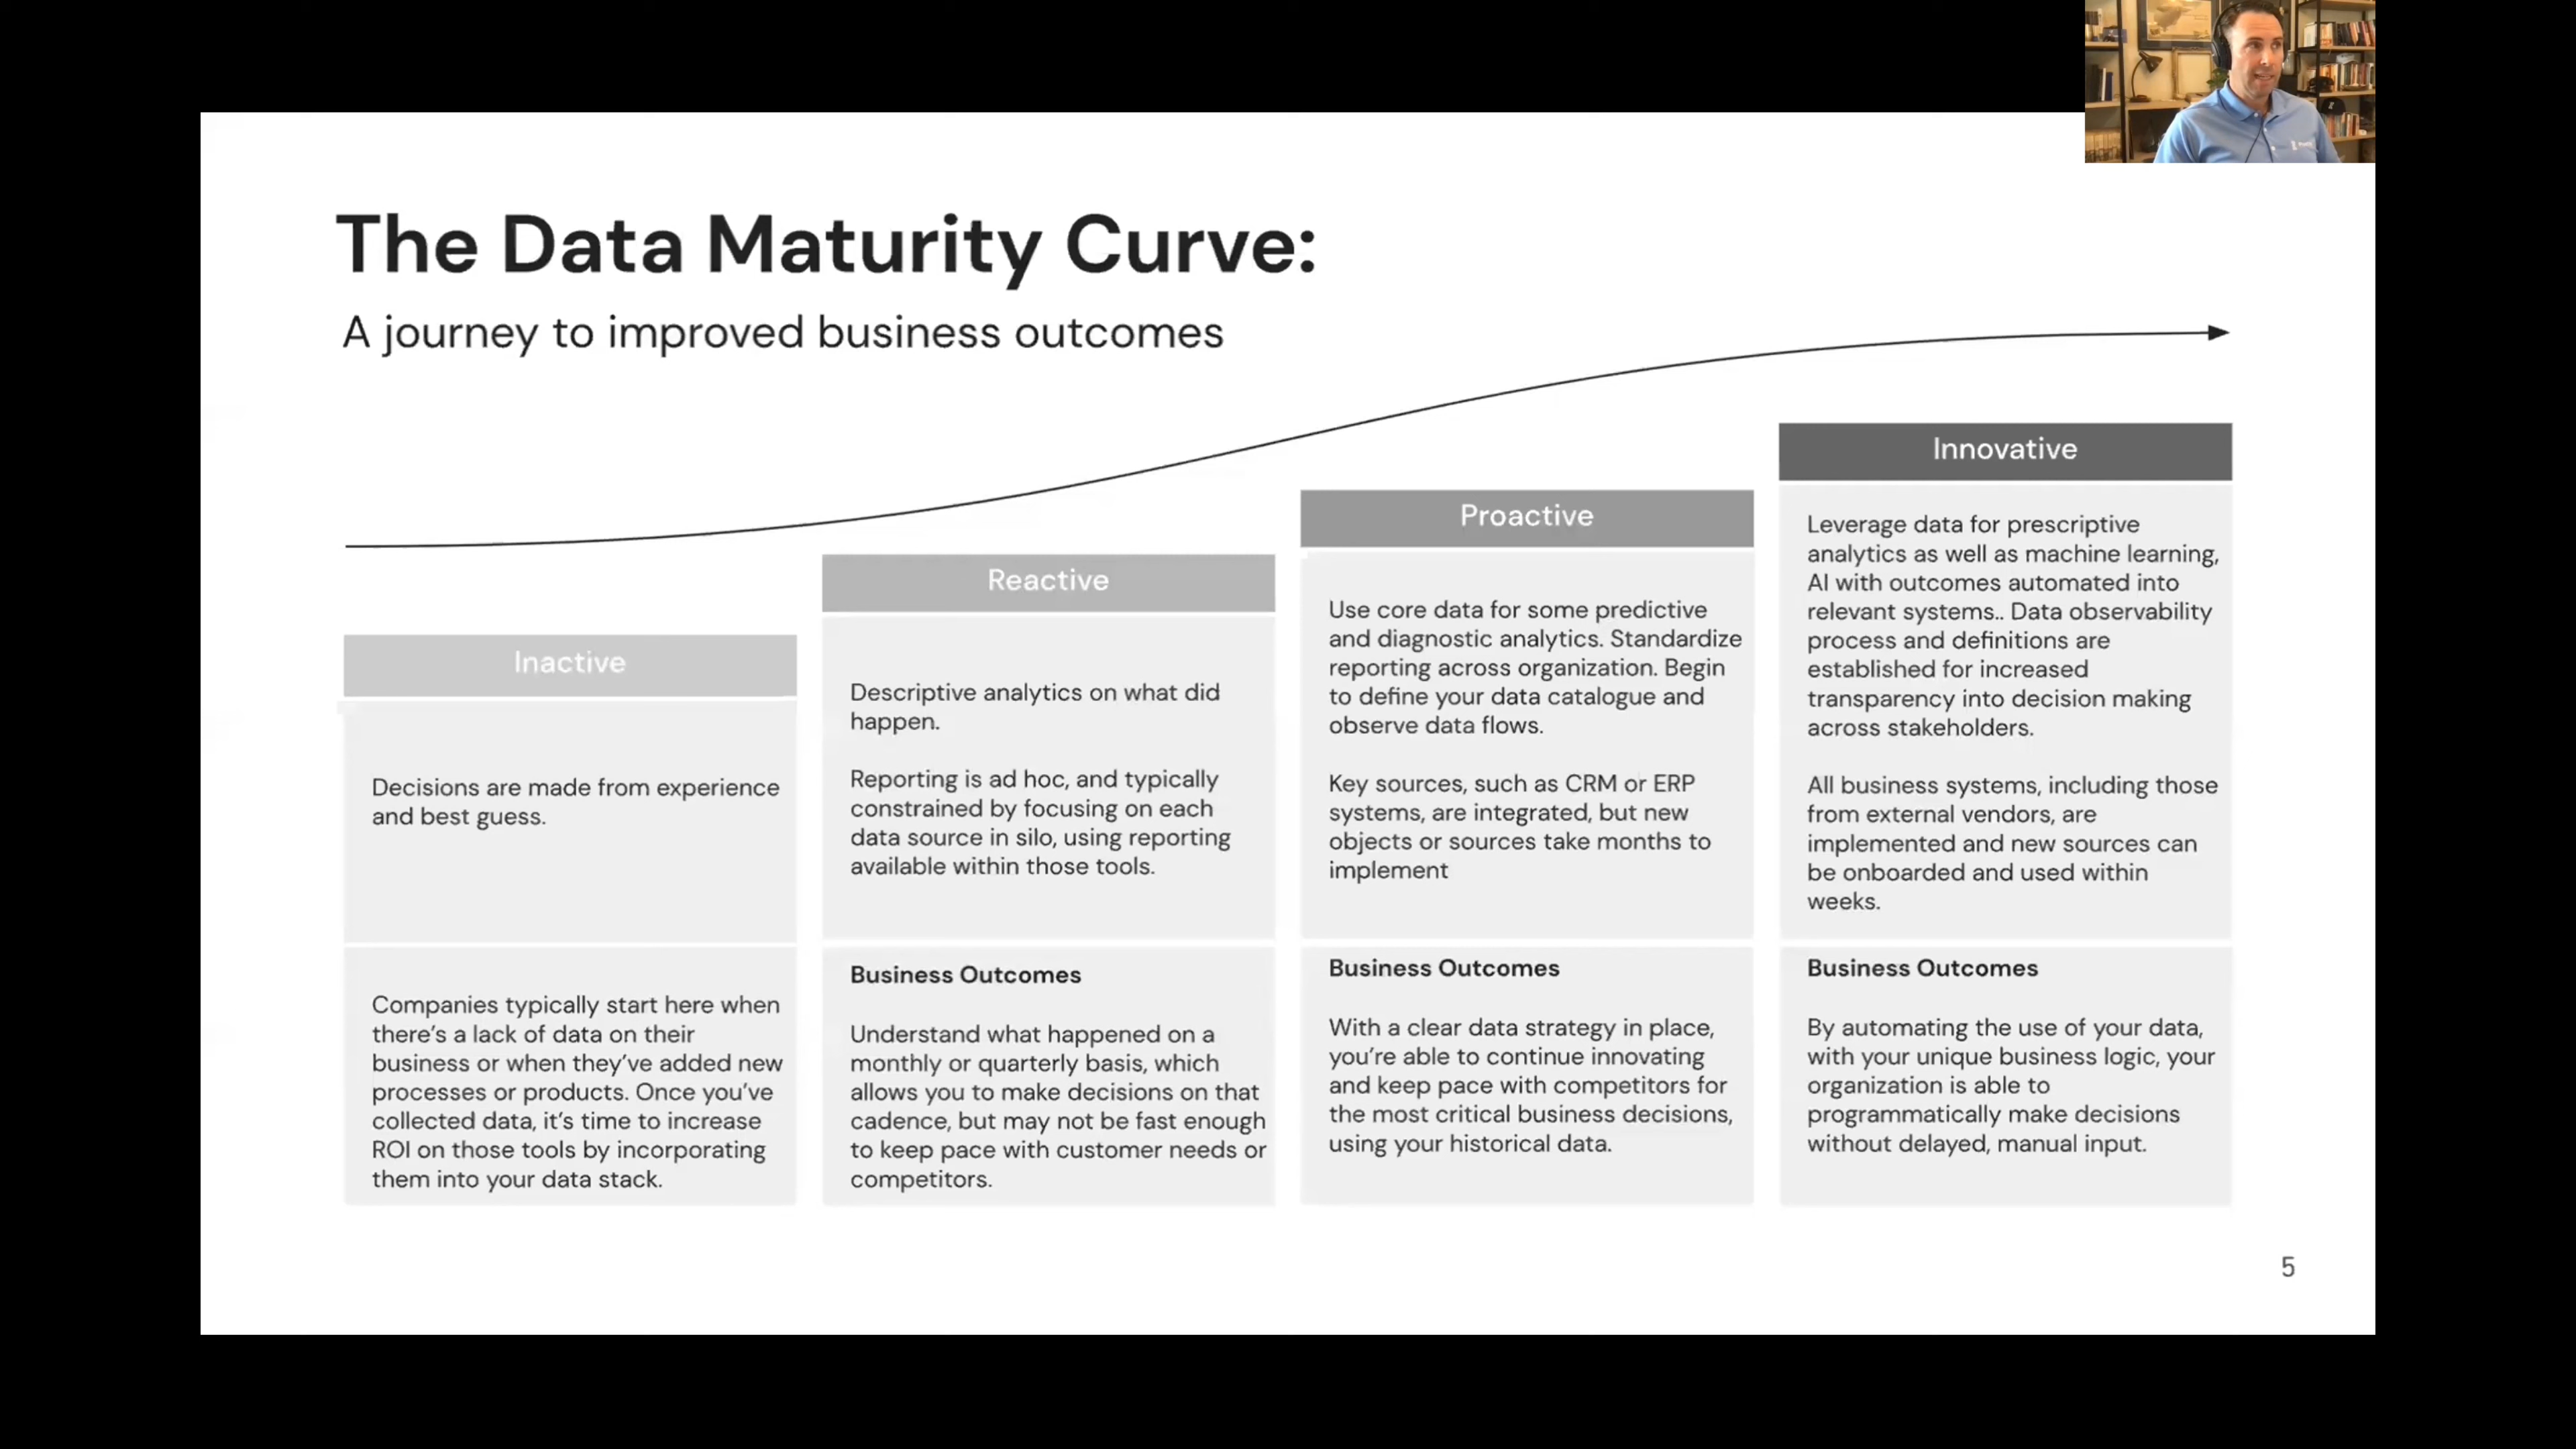 The Data Maturity Curve:
A journey to improved business outcomes
Inactive
Decisions are made from experience
and best guess.
Companies typically start here when
there's a lack of data on their
business or when they've added new
processes or products. Once you've
collected data, it's time to increase
ROI on those tools by incorporating
them into your data stack.
Reactive
Descriptive analytics on what did
happen.
Reporting is ad hoc, and typically
constrained by focusing on each
data source in silo, using reporting
available within those tools.
Business Outcomes
Understand what happened on a
monthly or quarterly basis, which
allows you to make decisions on that
cadence, but may not be fast enough
to keep pace with customer needs or
competitors.
Proactive
Use core data for some predictive
and diagnostic analytics. Standardize
reporting across organization. Begin
to define your data catalogue and
observe data flows.
Key sources, such as CRM or ERP
systems, are integrated, but new
objects or sources take months to
implement
Business Outcomes
With a clear data strategy in place,
you're able to continue innovating
and keep pace with competitors for
the most critical business decisions,
using your historical data.
Innovative
Leverage data for prescriptive
analytics as well as machine learning,
AI with outcomes automated into
relevant systems.. Data observability
process and definitions are
established for increased
transparency into decision making
across stakeholders.
All business systems, including those
from external vendors, are
implemented and new sources can
be onboarded and used within
weeks.
Business Outcomes
By automating the use of your data,
with your unique business logic, your
organization is able to
programmatically make decisions
without delayed, manual input.
5